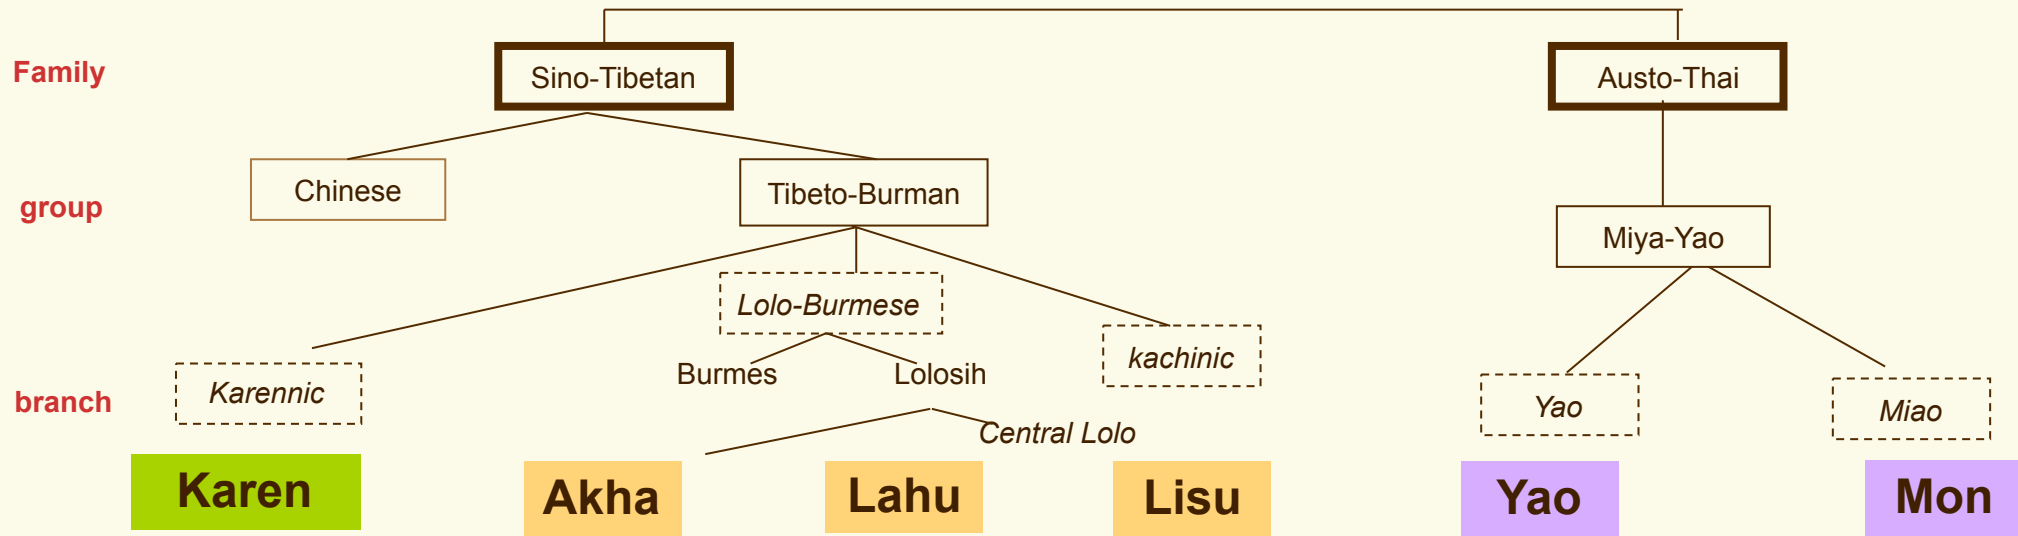 Family
Sino-Tibetan
Austo-Thai
group
Chinese
Tibeto-Burman
Miya-Yao
Lolo-Burmese
kachinic
Burmes
Lolosih
branch
Karennic
Yao
Miao
Central Lolo
Karen
Akha
Lahu
Lisu
Yao
Mon